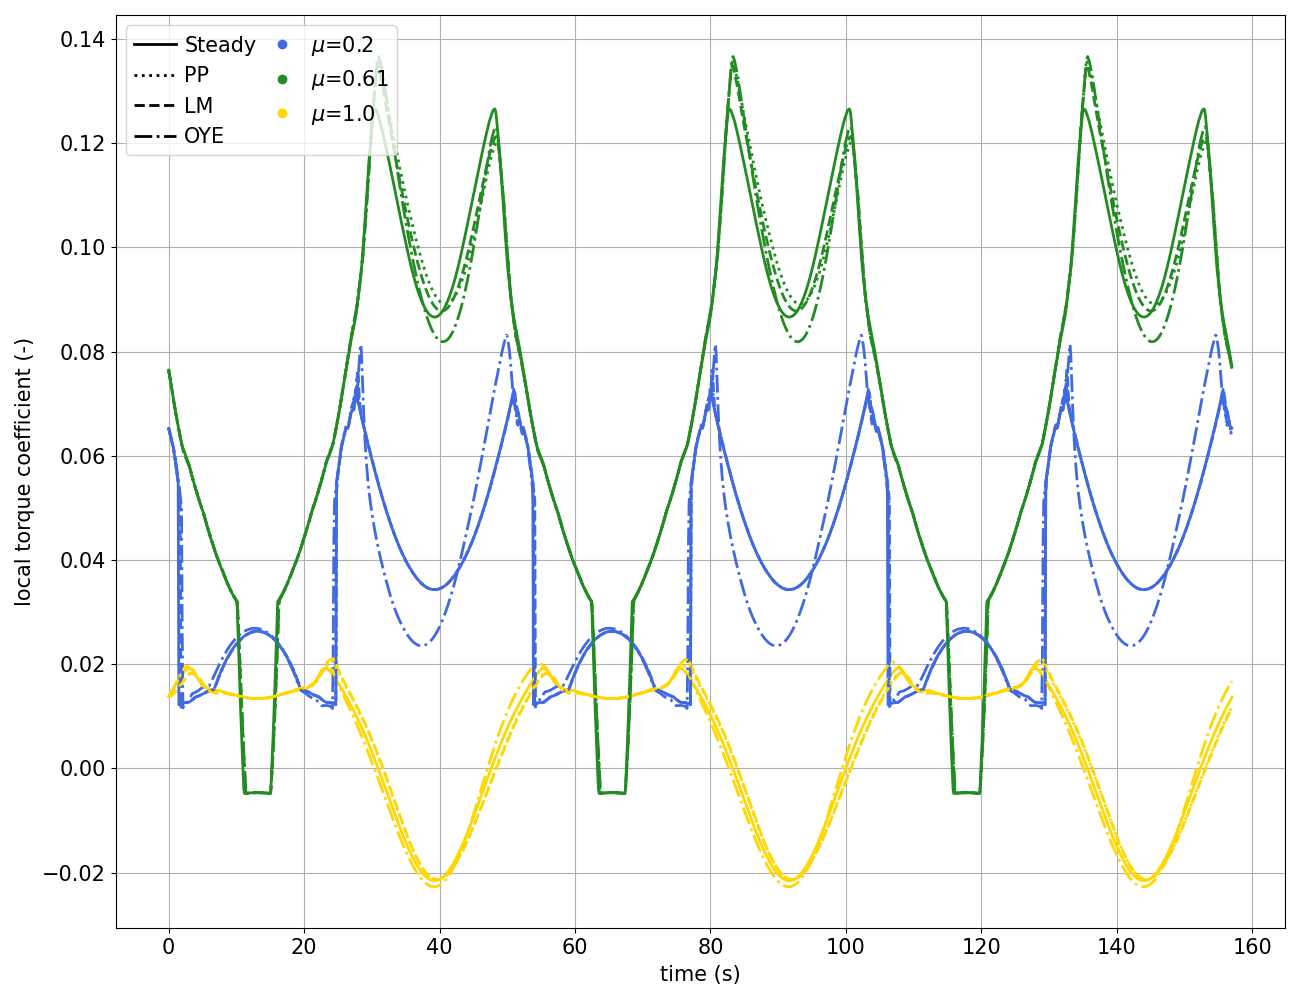 0.14
0.12
0.10
0.08
0.06
0.04
0.02
0.00
−0.02
local torque coefficient (-)
Steady
PP
LM
OYE
μ=0.2
μ=0.61
μ=1.0
0 20 40 60 80 100 120 140 160
time (s)